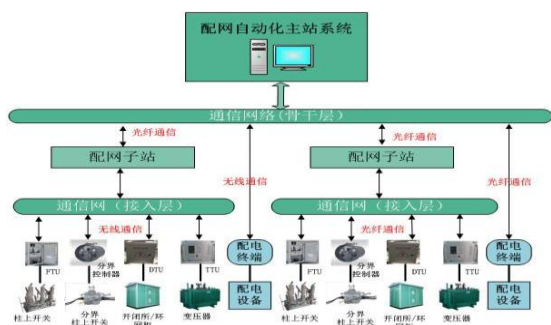 配网自动化主站系统
通信网络(骨干层)
光纤通信
光纤通信
配网子站
无线通信
配网子站
光纤通信
通信网（接入层）
通信网（接入层）
无线通信
光纤通信
FTU
分界
控制器
DTU
TTU
配电
终端
FTU
分界
控制器
DTU
TTU
配电
终端
柱上开关
分界
柱上开关
开闭所/环
网柜
变压器
配电
设备
柱上开关
分界
柱上开关
开闭所/环
变压器
配电
设备